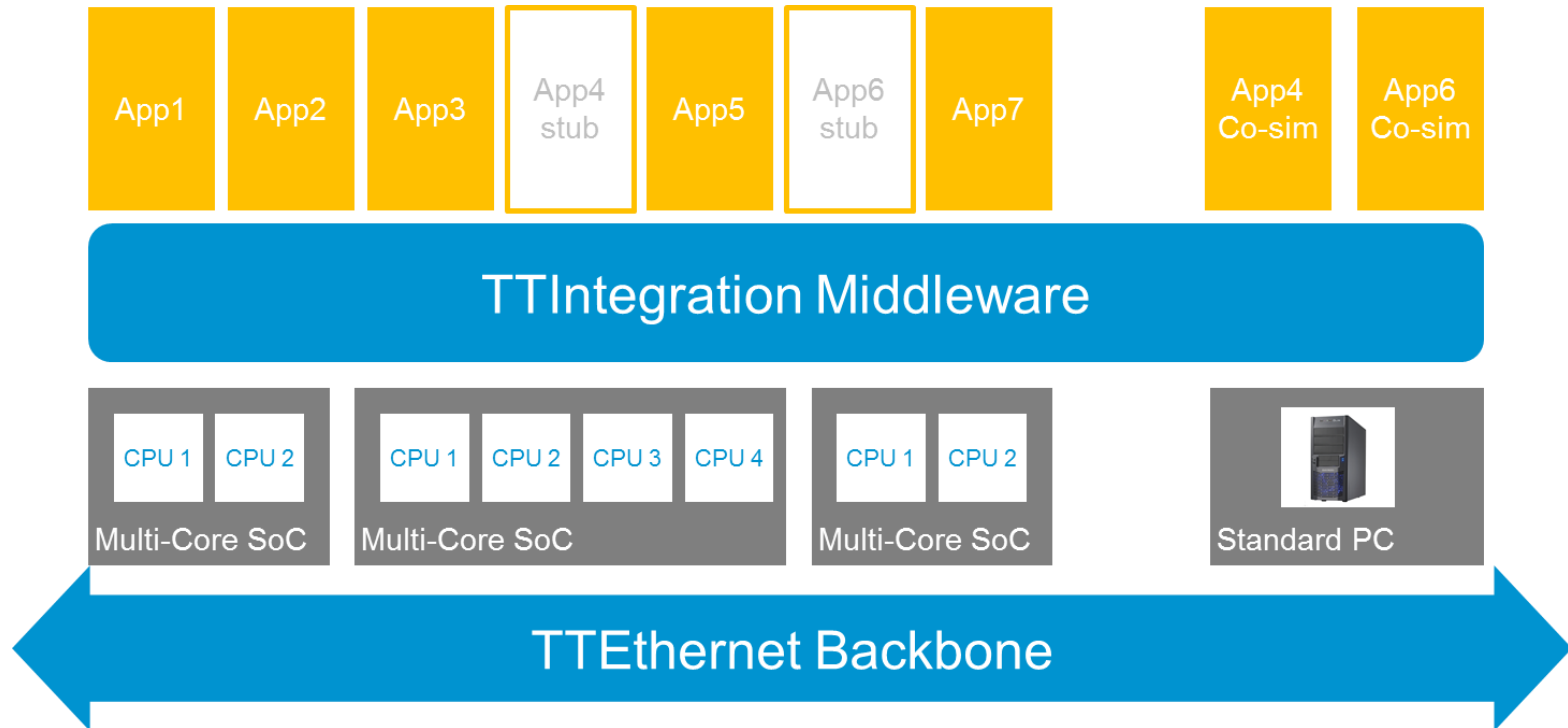 App1
App2
App3
App4
stub
App5
App6
stub
App7
App4
Co-sim
App6
Co-sim
TTIntegration Middleware
CPU 1
CPU 2
Multi-Core SoC
CPU 1
CPU 2
CPU 3
CPU 4
Multi-Core SoC
CPU 1
CPU 2
Multi-Core SoC
Standard PC
TTEthernet Backbone